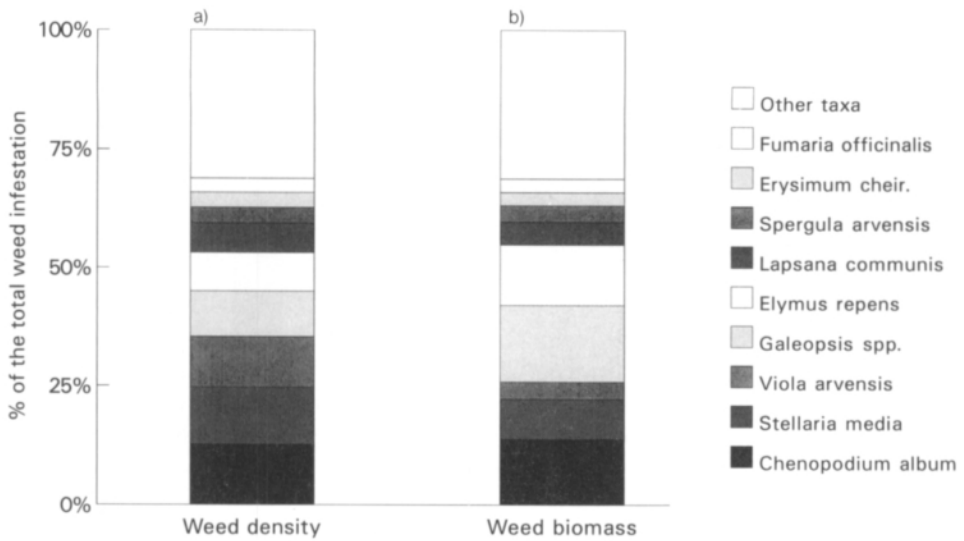 a)
b)
100%
75%
50%
25%
0%
% of the total weed infestation
Weed density
Weed biomass
Other taxa
Fumaria officinalis
Erysimum cheir.
Spergula arvensis
Lapsana communis
Elymus repens
Galeopsis spp.
Viola arvensis
Stellaria media
Chenopodium album